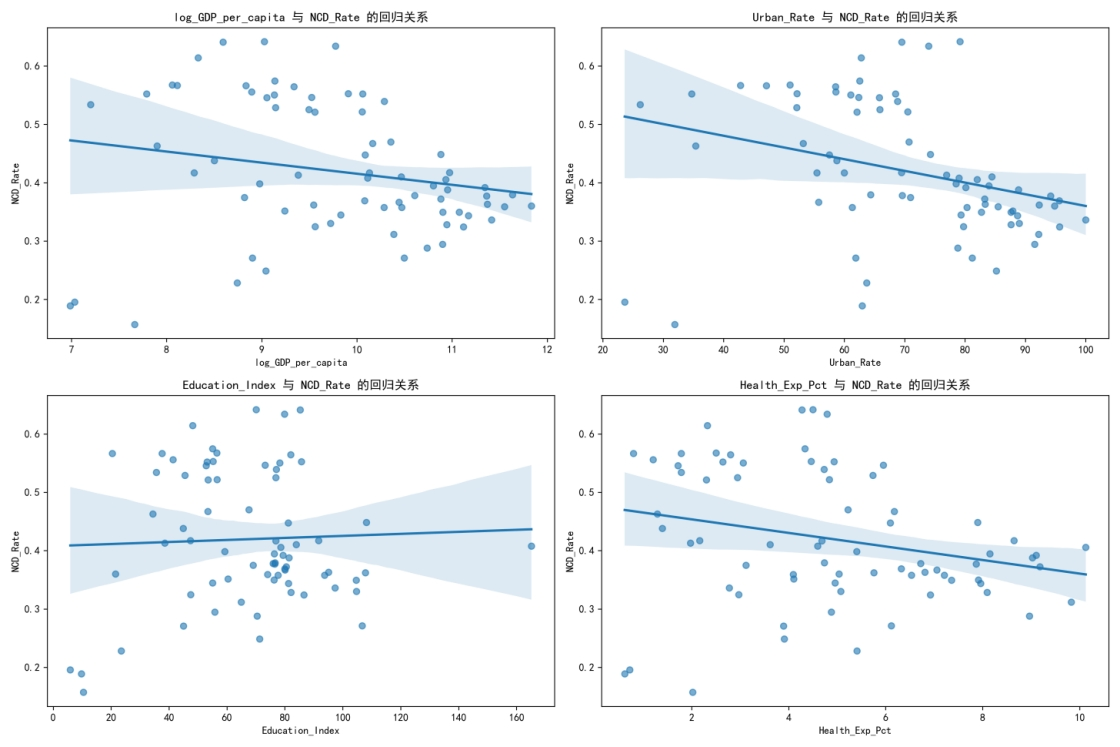 log_GDP_per_capita 与 NCD_Rate 的回归关系
NCD_Rate
0.6
0.5
0.4
0.3
0.2
7 8 9 10 11 12
log_GDP_per_capita
Urban_Rate 与 NCD_Rate 的回归关系
NCD_Rate
0.6
0.5
0.4
0.3
0.2
20 30 40 50 60 70 80 90 100
Urban_Rate
Education_Index 与 NCD_Rate 的回归关系
NCD_Rate
0.6
0.5
0.4
0.3
0.2
0 20 40 60 80 100 120 140 160
Education_Index
Health_Exp_Pct 与 NCD_Rate 的回归关系
NCD_Rate
0.6
0.5
0.4
0.3
0.2
2 4 6 8 10
Health_Exp_Pct